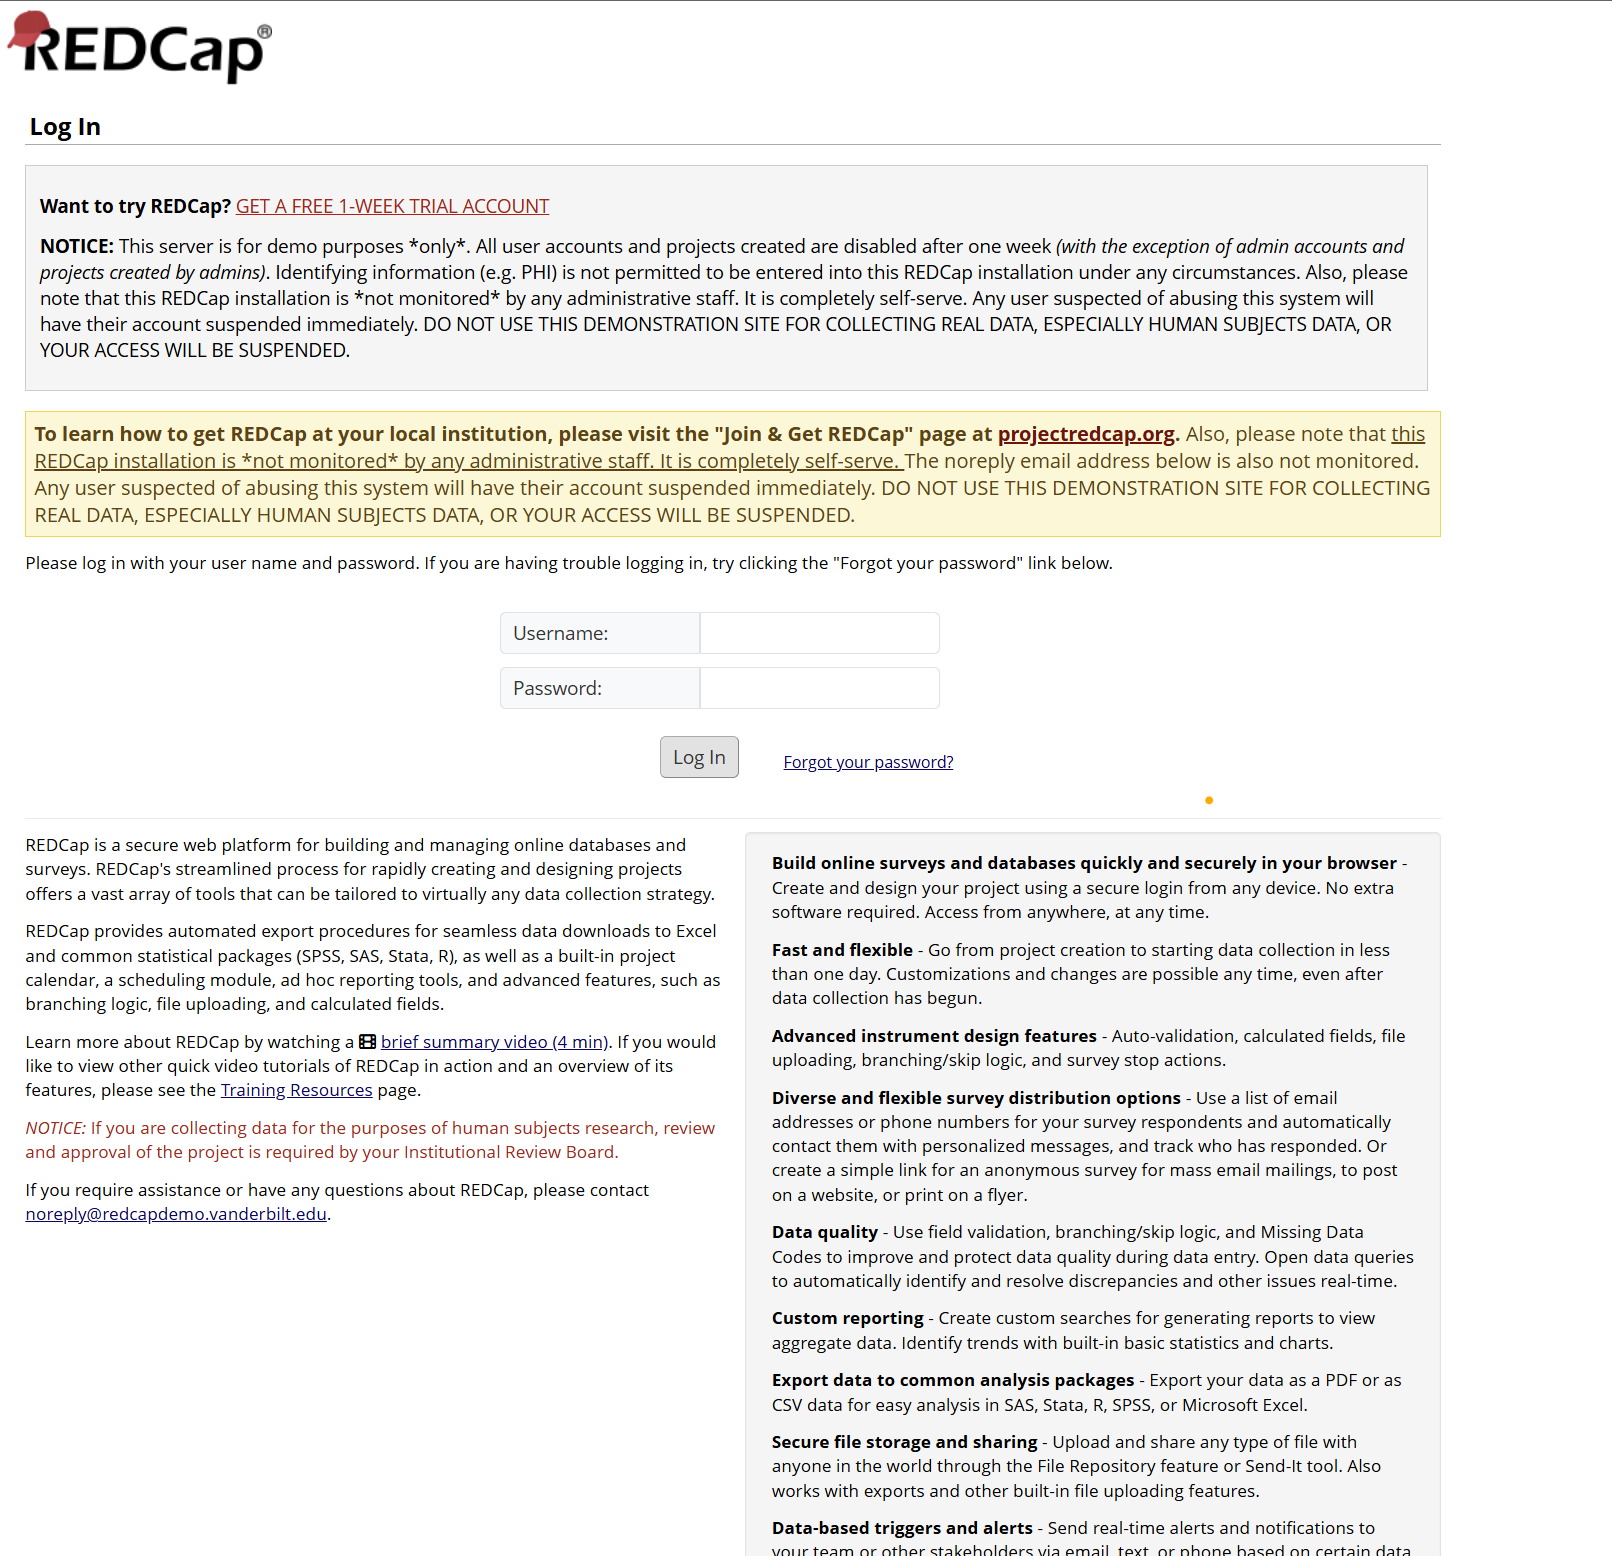 REDCap®
Log In
Want to try REDCap? GET A FREE 1-WEEK TRIAL ACCOUNT
NOTICE: This server is for demo purposes *only*. All user accounts and projects created are disabled after one week (with the exception of admin accounts and
projects created by admins). Identifying information (e.g. PHI) is not permitted to be entered into this REDCap installation under any circumstances. Also, please
note that this REDCap installation is *not monitored* by any administrative staff. It is completely self-serve. Any user suspected of abusing this system will
have their account suspended immediately. DO NOT USE THIS DEMONSTRATION SITE FOR COLLECTING REAL DATA, ESPECIALLY HUMAN SUBJECTS DATA, OR
YOUR ACCESS WILL BE SUSPENDED.
To learn how to get REDCap at your local institution, please visit the "Join & Get REDCap" page at projectredcap.org. Also, please note that this
REDCap installation is *not monitored* by any administrative staff. It is completely self-serve. The noreply email address below is also not monitored.
Any user suspected of abusing this system will have their account suspended immediately. DO NOT USE THIS DEMONSTRATION SITE FOR COLLECTING
REAL DATA, ESPECIALLY HUMAN SUBJECTS DATA, OR YOUR ACCESS WILL BE SUSPENDED.
Please log in with your user name and password. If you are having trouble logging in, try clicking the "Forgot your password" link below.
Username:
Password:
Log In
Forgot your password?
REDCap is a secure web platform for building and managing online databases and
surveys. REDCap's streamlined process for rapidly creating and designing projects
offers a vast array of tools that can be tailored to virtually any data collection strategy.
REDCap provides automated export procedures for seamless data downloads to Excel
and common statistical packages (SPSS, SAS, Stata, R), as well as a built-in project
calendar, a scheduling module, ad hoc reporting tools, and advanced features, such as
branching logic, file uploading, and calculated fields.
Learn more about REDCap by watching a brief summary video (4 min). If you would
like to view other quick video tutorials of REDCap in action and an overview of its
features, please see the Training Resources page.
NOTICE: If you are collecting data for the purposes of human subjects research, review
and approval of the project is required by your Institutional Review Board.
If you require assistance or have any questions about REDCap, please contact
noreply@redcapdemo.vanderbilt.edu.
Build online surveys and databases quickly and securely in your browser -
Create and design your project using a secure login from any device. No extra
software required. Access from anywhere, at any time.
Fast and flexible - Go from project creation to starting data collection in less
than one day. Customizations and changes are possible any time, even after
data collection has begun.
Advanced instrument design features - Auto-validation, calculated fields, file
uploading, branching/skip logic, and survey stop actions.
Diverse and flexible survey distribution options - Use a list of email
addresses or phone numbers for your survey respondents and automatically
contact them with personalized messages, and track who has responded. Or
create a simple link for an anonymous survey for mass email mailings, to post
on a website, or print on a flyer.
Data quality - Use field validation, branching/skip logic, and Missing Data
Codes to improve and protect data quality during data entry. Open data queries
to automatically identify and resolve discrepancies and other issues real-time.
Custom reporting - Create custom searches for generating reports to view
aggregate data. Identify trends with built-in basic statistics and charts.
Export data to common analysis packages - Export your data as a PDF or as
CSV data for easy analysis in SAS, Stata, R, SPSS, or Microsoft Excel.
Secure file storage and sharing - Upload and share any type of file with
anyone in the world through the File Repository feature or Send-It tool. Also
works with exports and other built-in file uploading features.
Data-based triggers and alerts - Send real-time alerts and notifications to
your team or other stakeholders via email, text, or phone based on certain data